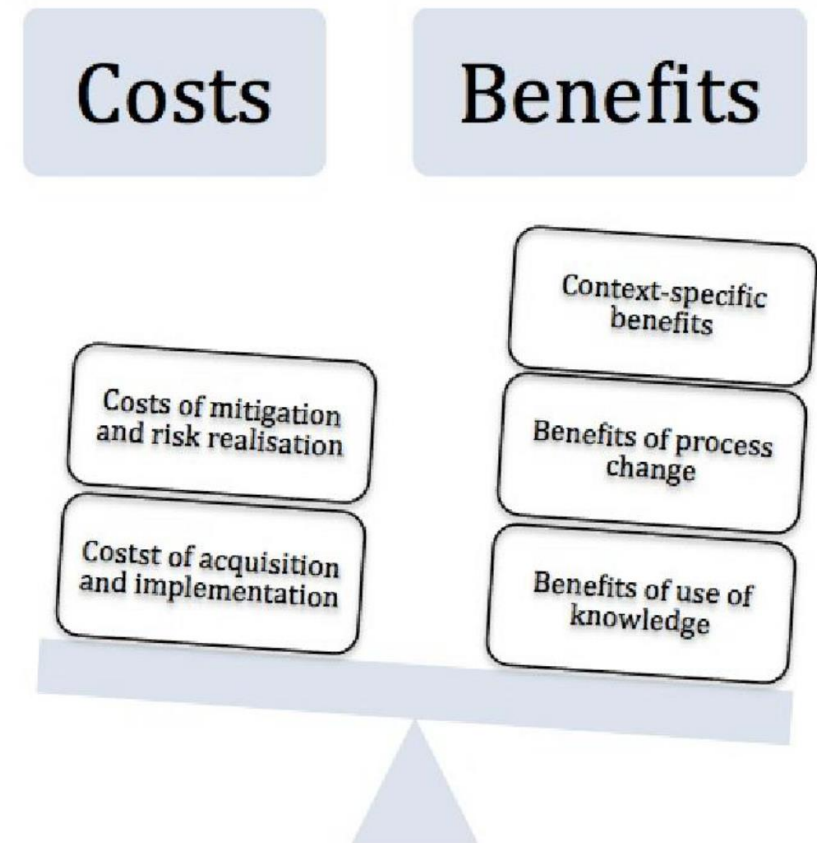 Costs
Benefits
Context-specific
benefits
Costs of mitigation
and risk realisation
Benefits of process
change
Costst of acquisition
and implementation
Benefits of use of
knowledge